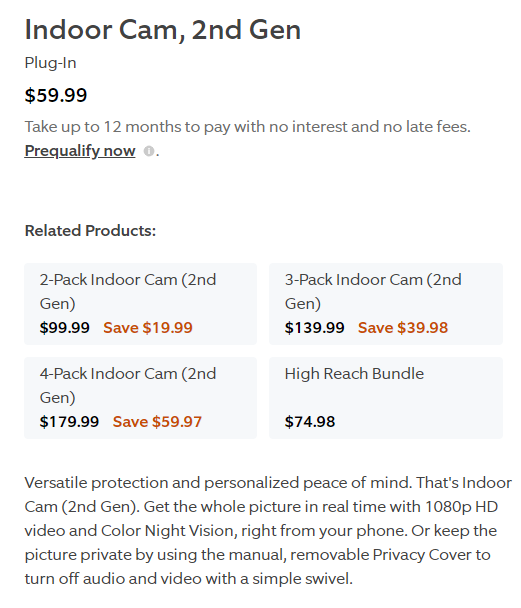 Indoor Cam, 2nd Gen
Plug-In
$59.99
Take up to 12 months to pay with no interest and no late fees.
Prequalify now i.
Related Products:
2-Pack Indoor Cam (2nd
Gen)
$99.99 Save $19.99
3-Pack Indoor Cam (2nd
Gen)
$139.99 Save $39.98
4-Pack Indoor Cam (2nd
Gen)
$179.99 Save $59.97
High Reach Bundle
$74.98
Versatile protection and personalized peace of mind. That's Indoor
Cam (2nd Gen). Get the whole picture in real time with 1080p HD
video and Color Night Vision, right from your phone. Or keep the
picture private by using the manual, removable Privacy Cover to
turn off audio and video with a simple swivel.